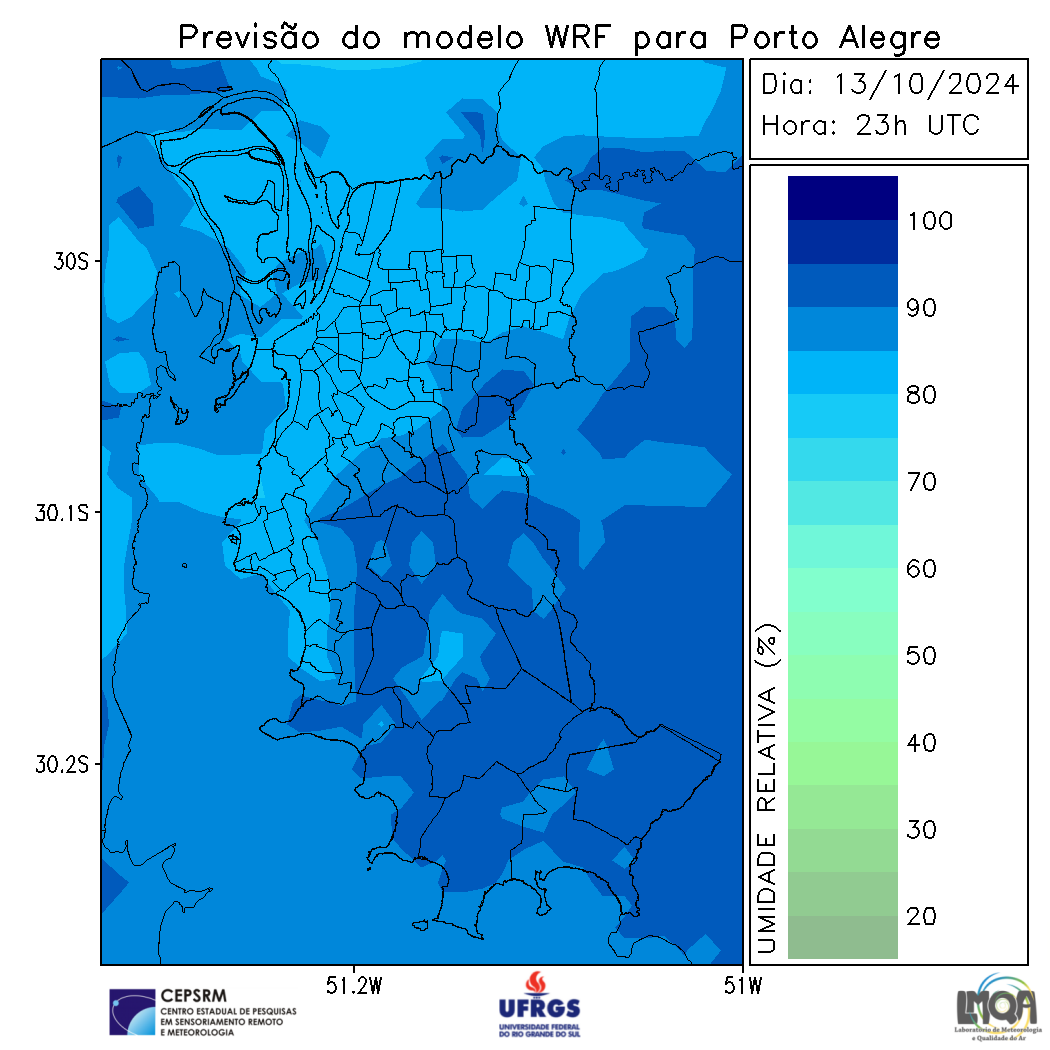 Previsão do modelo WRF para Porto Alegre
Dia: 13/10/2024
Hora: 23h UTC
30S
30.1S
30.2S
51.2W
51W
100
90
80
70
60
50
40
30
20
UMIDADE RELATIVA (%)
CEPSRM
CENTRO ESTADUAL DE PESQUISAS
EM SENSORIAMENTO REMOTO
E METEOROLOGIA
UFRGS
UNIVERSIDADE FEDERAL
DO RIO GRANDE DO SUL
LMQA
Laboratório de Meteorologia
e Qualidade do Ar